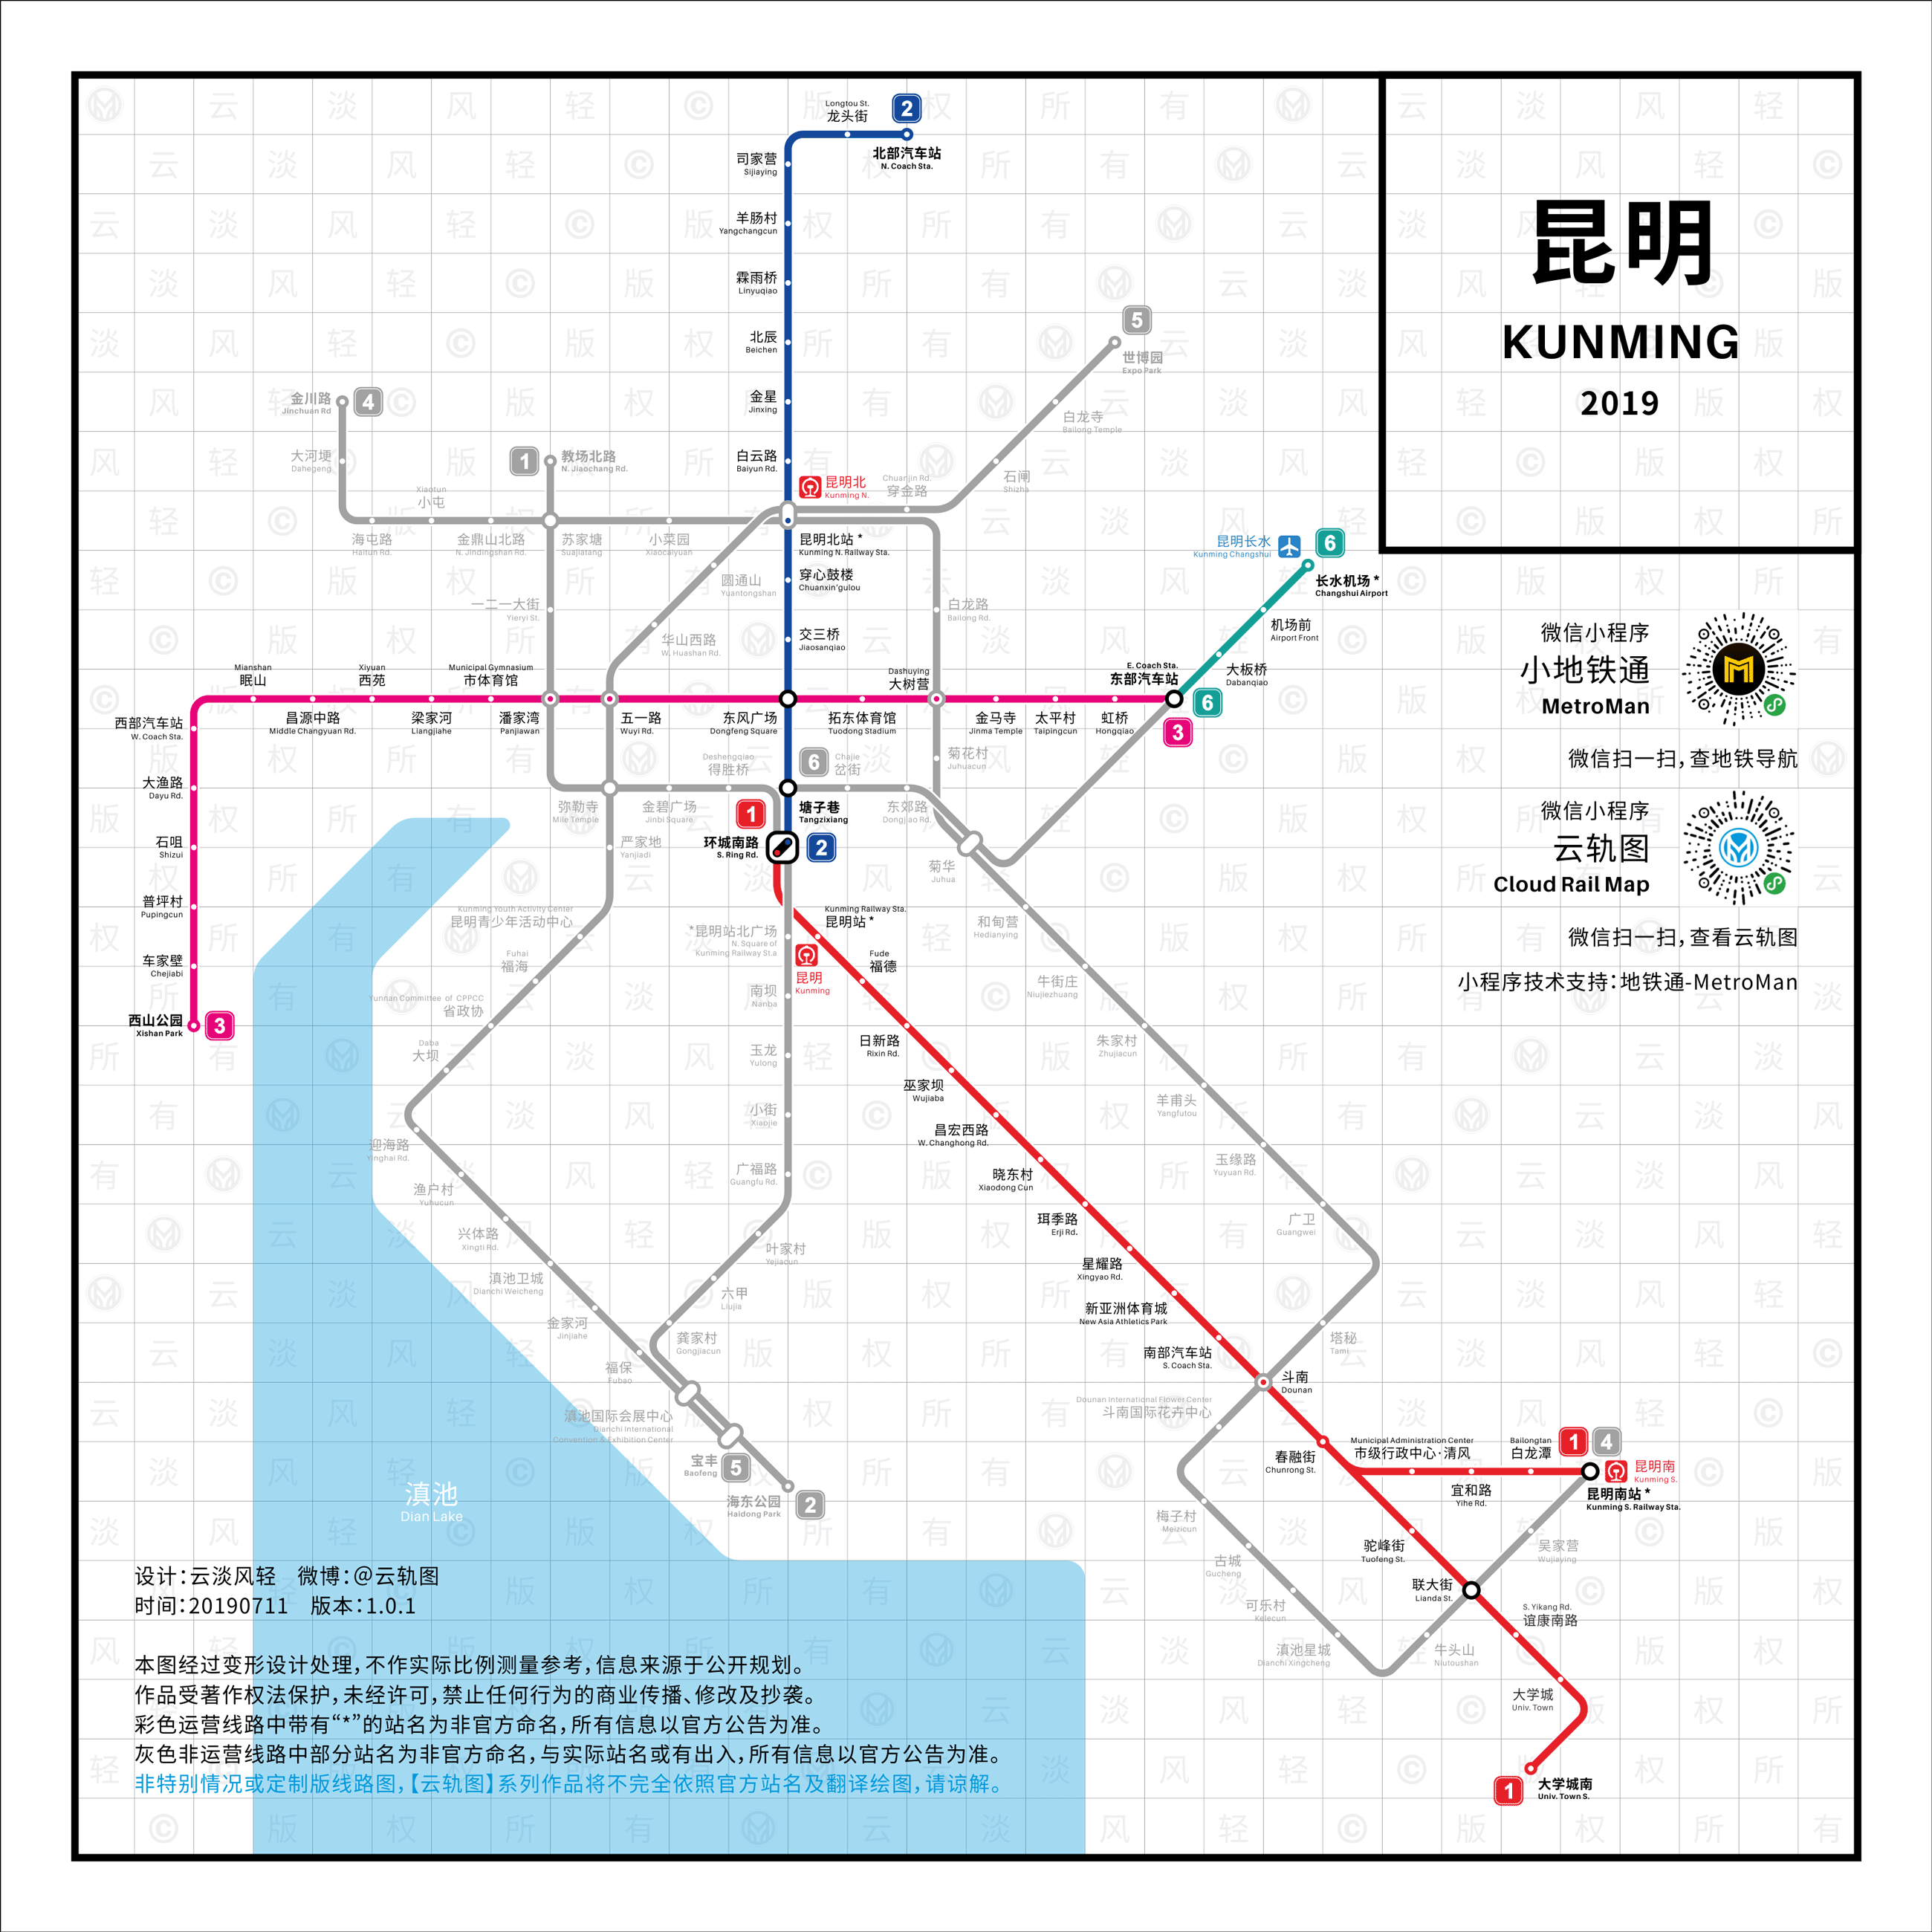 昆明
KUNMING
2019
Longtou St.
龙头街
2
北部汽车站
N. Coach Sta.
司家营
Sijiaying
羊肠村
Yangchangcun
霖雨桥
Linyuqiao
北辰
Beichen
金星
Jinxing
白云路
Baiyun Rd.
5
世博园
Expo Park
白龙寺
Bailong Temple
石闸
Shizha
Chuanjin Rd.
穿金路
昆明北
Kunming N.
昆明北站 *
Kunming N. Railway Sta.
金川路
Jinchuan Rd
4
大河埂
Dahegeng
Xiaotun
小屯
海屯路
Haitun Rd.
金鼎山北路
N. Jindingshan Rd.
1
教场北路
N. Jiaochang Rd.
苏家塘
Suajiatang
小菜园
Xiaocaiyuan
圆通山
Yuantongshan
穿心鼓楼
Chuanxin'gulou
一二一大街
Yieryi St.
华山西路
W. Huashan Rd.
交三桥
Jiaosanqiao
白龙路
Bailong Rd.
昆明长水
Kunming Changshui
6
长水机场 *
Changshui Airport
机场前
Airport Front
大板桥
Dabanqiao
E. Coach Sta.
东部汽车站
6
3
Mianshan
眠山
Xiyuan
西苑
Municipal Gymnasium
市体育馆
Dashuying
大树营
西部汽车站
W. Coach Sta.
昌源中路
Middle Changyuan Rd.
梁家河
Liangjiahe
潘家湾
Panjiawan
五一路
Wuyi Rd.
东风广场
Dongfeng Square
拓东体育馆
Tuodong Stadium
金马寺
Jinma Temple
太平村
Taipingcun
虹桥
Hongqiao
大渔路
Dayu Rd.
石咀
Shizui
普坪村
Pupingcun
车家壁
Chejiabi
西山公园
Xishan Park
3
Deshengqiao
得胜桥
6
Chajie
岔街
菊花村
Juhuacun
弥勒寺
Mile Temple
金碧广场
Jinbi Square
1
塘子巷
Tangzixiang
东郊路
Dongjiao Rd.
严家地
Yanjiadi
环城南路
S. Ring Rd.
2
菊华
Juhua
Kunming Youth Activity Center
昆明青少年活动中心
*昆明站北广场
N. Square of
Kunming Railway St.a
Kunming Railway Sta.
昆明站 *
昆明
Kunming
和甸营
Hedianying
Fuhai
福海
Fude
福德
牛街庄
Niujiezhuang
Yunnan Committee of CPPCC
省政协
南坝
Nanba
日新路
Rixin Rd.
朱家村
Zhujiacun
Daba
大坝
玉龙
Yulong
巫家坝
Wujiaba
羊甫头
Yangfutou
迎海路
Yinghai Rd.
小街
Xiaojie
昌宏西路
W. Changhong Rd.
玉缘路
Yuyuan Rd.
渔户村
Yuhucun
广福路
Guangfu Rd.
晓东村
Xiaodong Cun
广卫
Guangwei
兴体路
Xingti Rd.
叶家村
Yejiacun
珥季路
Erji Rd.
滇池卫城
Dianchi Weicheng
六甲
Liujia
星耀路
Xingyao Rd.
金家河
Jinjiahe
龚家村
Gongjiacun
新亚洲体育城
New Asia Athletics Park
塔秘
Tami
福保
Fubao
南部汽车站
S. Coach Sta.
斗南
Dounan
滇池国际会展中心
Dianchi International
Convention & Exhibition Center
Dounan International Flower Center
斗南国际花卉中心
宝丰
Baofeng
5
海东公园
Haidong Park
2
春融街
Chunrong St.
Municipal Administration Center
市级行政中心·清风
Bailongtan
白龙潭
1
4
昆明南
Kunming S.
昆明南站 *
Kunming S. Railway Sta.
宜和路
Yihe Rd.
梅子村
Meizicun
驼峰街
Tuofeng St.
吴家营
Wujiaying
古城
Gucheng
联大街
Lianda St.
可乐村
Kelecun
S. Yikang Rd.
谊康南路
滇池星城
Dianchi Xingcheng
牛头山
Niutoushan
大学城
Univ. Town
1
大学城南
Univ. Town S.
滇池
Dian Lake
微信小程序
小地铁通
MetroMan
微信扫一扫，查地铁导航
微信小程序
云轨图
Cloud Rail Map
微信扫一扫，查看云轨图
小程序技术支持：地铁通-MetroMan
设计：云淡风轻 微博：@云轨图
时间：20190711 版本：1.0.1
本图经过变形设计处理，不作实际比例测量参考，信息来源于公开规划。
作品受著作权法保护，未经许可，禁止任何行为的商业传播、修改及抄袭。
彩色运营线路中带有“*”的站名为非官方命名，所有信息以官方公告为准。
灰色非运营线路中部分站名为非官方命名，与实际站名或有出入，所有信息以官方公告为准。
非特别情况或定制版线路图，【云轨图】系列作品将不完全依照官方站名及翻译绘图，请谅解。